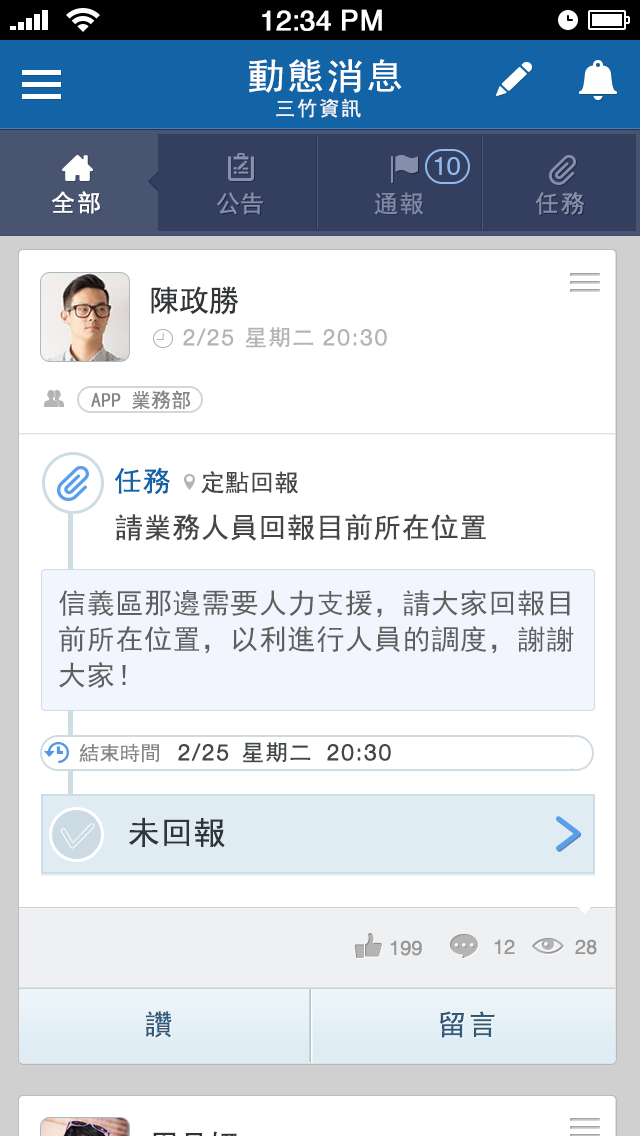 12:34 PM
動態消息
三竹資訊
全部
公告
通報 10
任務
陳政勝
2/25 星期二 20:30
APP 業務部
任務 定點回報
請業務人員回報目前所在位置
信義區那邊需要人力支援，請大家回報目
前所在位置，以利進行人員的調度，謝謝
大家！
結束時間 2/25 星期二 20:30
未回報
199 12 28
讚 留言